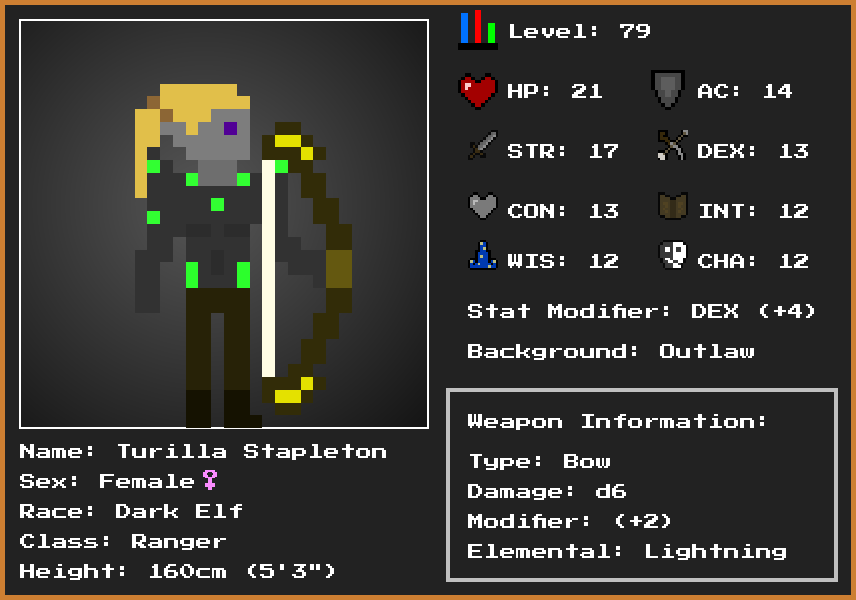 Level: 79
HP: 21
AC: 14
STR: 17
DEX: 13
CON: 13
INT: 12
WIS: 12
CHA: 12
Stat Modifier: DEX (+4)
Background: Outlaw
Weapon Information:
Type: Bow
Damage: d6
Modifier: (+2)
Elemental: Lightning
Name: Turilla Stapleton
Sex: Female♀
Race: Dark Elf
Class: Ranger
Height: 160cm (5'3")